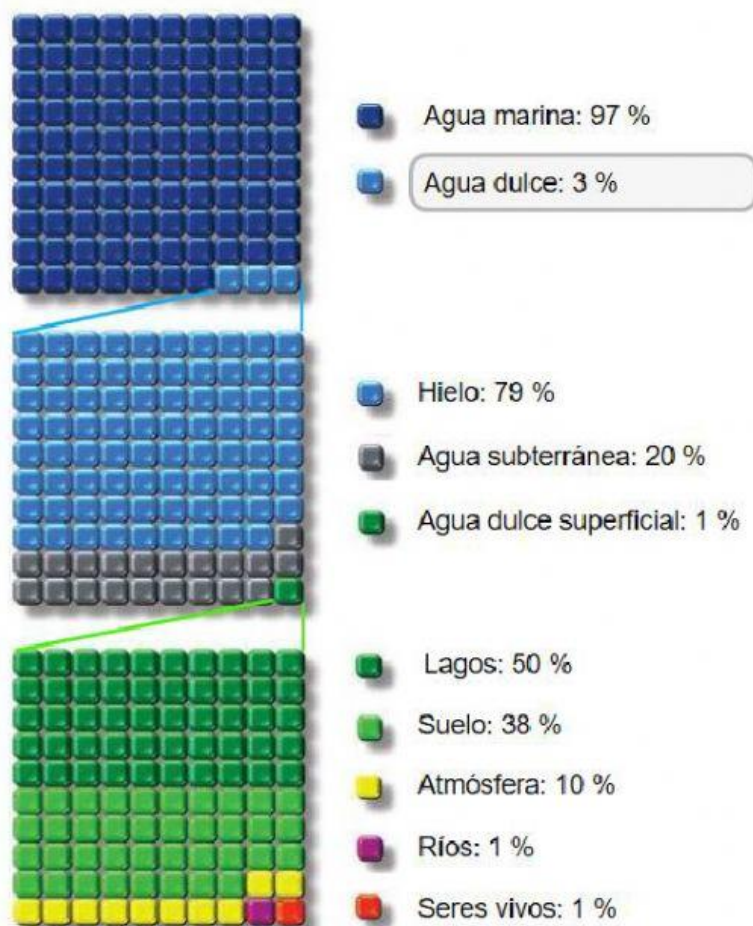 Agua marina: 97 %
Agua dulce: 3 %
Hielo: 79 %
Agua subterránea: 20 %
Agua dulce superficial: 1 %
Lagos: 50 %
Suelo: 38 %
Atmósfera: 10 %
Ríos: 1 %
Seres vivos: 1 %